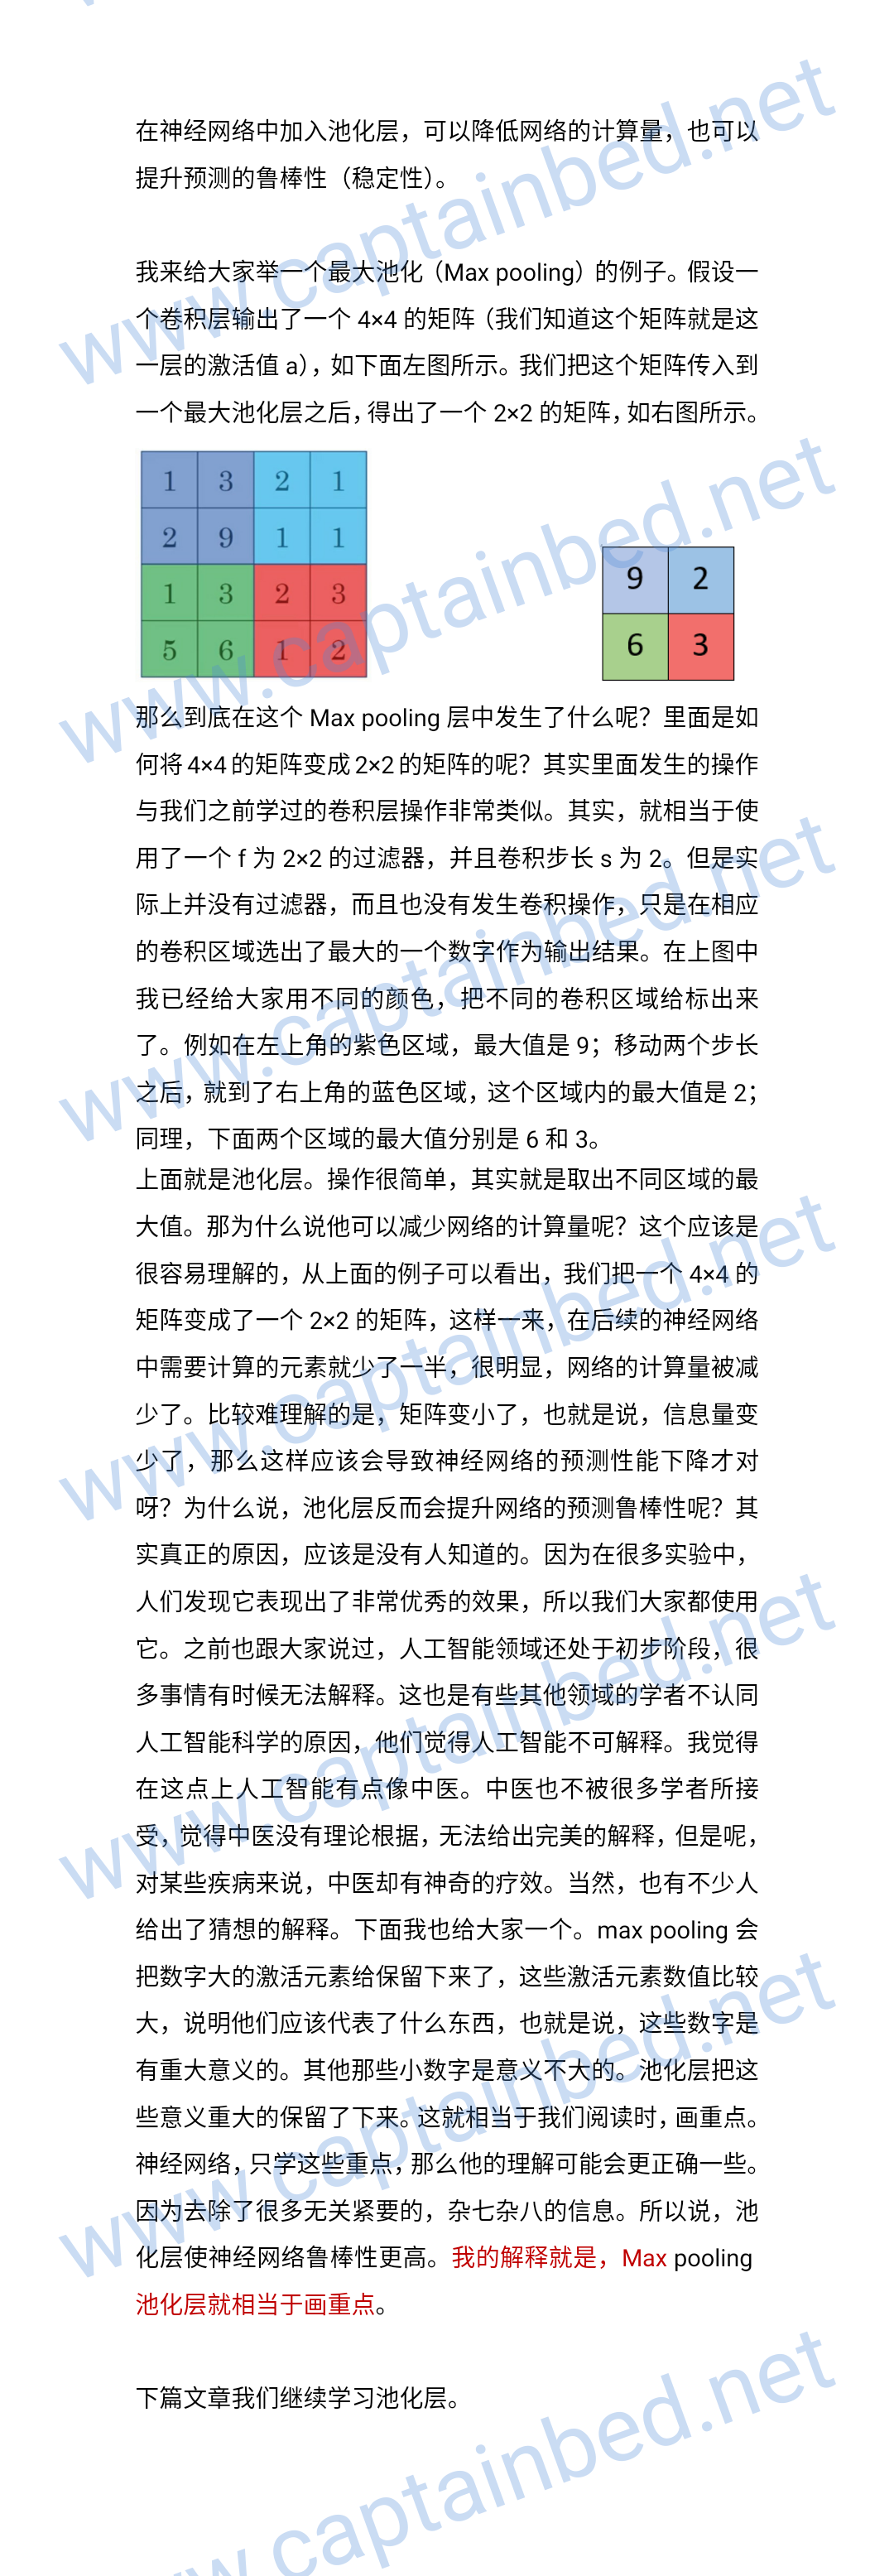 在神经网络中加入池化层，可以降低网络的计算量，也可以
提升预测的鲁棒性（稳定性）。
我来给大家举一个最大池化（Max pooling）的例子。假设一
个卷积层输出了一个 4×4 的矩阵（我们知道这个矩阵就是这
一层的激活值 a），如下面左图所示。我们把这个矩阵传入到
一个最大池化层之后，得出了一个 2×2 的矩阵，如右图所示。
1 3 2 1
2 9 1 1
1 3 2 3
5 6 1 2
9 2
6 3
那么到底在这个 Max pooling 层中发生了什么呢？里面是如
何将 4×4 的矩阵变成 2×2 的矩阵的呢？其实里面发生的操作
与我们之前学过的卷积层操作非常类似。其实，就相当于使
用了一个 f 为 2×2 的过滤器，并且卷积步长 s 为 2。但是实
际上并没有过滤器，而且也没有发生卷积操作，只是在相应
的卷积区域选出了最大的一个数字作为输出结果。在上图中
我已经给大家用不同的颜色，把不同的卷积区域给标出来
了。例如在左上角的紫色区域，最大值是 9；移动两个步长
之后，就到了右上角的蓝色区域，这个区域内的最大值是 2；
同理，下面两个区域的最大值分别是 6 和 3。
上面就是池化层。操作很简单，其实就是取出不同区域的最
大值。那为什么说他可以减少网络的计算量呢？这个应该是
很容易理解的，从上面的例子可以看出，我们把一个 4×4 的
矩阵变成了一个 2×2 的矩阵，这样一来，在后续的神经网络
中需要计算的元素就少了一半，很明显，网络的计算量被减
少了。比较难理解的是，矩阵变小了，也就是说，信息量变
少了，那么这样应该会导致神经网络的预测性能下降才对
呀？为什么说，池化层反而会提升网络的预测鲁棒性呢？其
实真正的原因，应该是没有人知道的。因为在很多实验中，
人们发现它表现出了非常优秀的效果，所以我们大家都使用
它。之前也跟大家说过，人工智能领域还处于初步阶段，很
多事情有时候无法解释。这也是有些其他领域的学者不认同
人工智能科学的原因，他们觉得人工智能不可解释。我觉得
在这点上人工智能有点像中医。中医也不被很多学者所接
受，觉得中医没有理论根据，无法给出完美的解释，但是呢，
对某些疾病来说，中医却有神奇的疗效。当然，也有不少人
给出了猜想的解释。下面我也给大家一个。max pooling 会
把数字大的激活元素给保留下来了，这些激活元素数值比较
大，说明他们应该代表了什么东西，也就是说，这些数字是
有重大意义的。其他那些小数字是意义不大的。池化层把这
些意义重大的保留了下来。这就相当于我们阅读时，画重点。
神经网络，只学这些重点，那么他的理解可能会更正确一些。
因为去除了很多无关紧要的，杂七杂八的信息。所以说，池
化层使神经网络鲁棒性更高。我的解释就是，Max pooling
池化层就相当于画重点。
下篇文章我们继续学习池化层。
www.captainbed.net
www.captainbed.net
www.captainbed.net
www.captainbed.net
www.captainbed.net
www.captainbed.net
www.captainbed.net